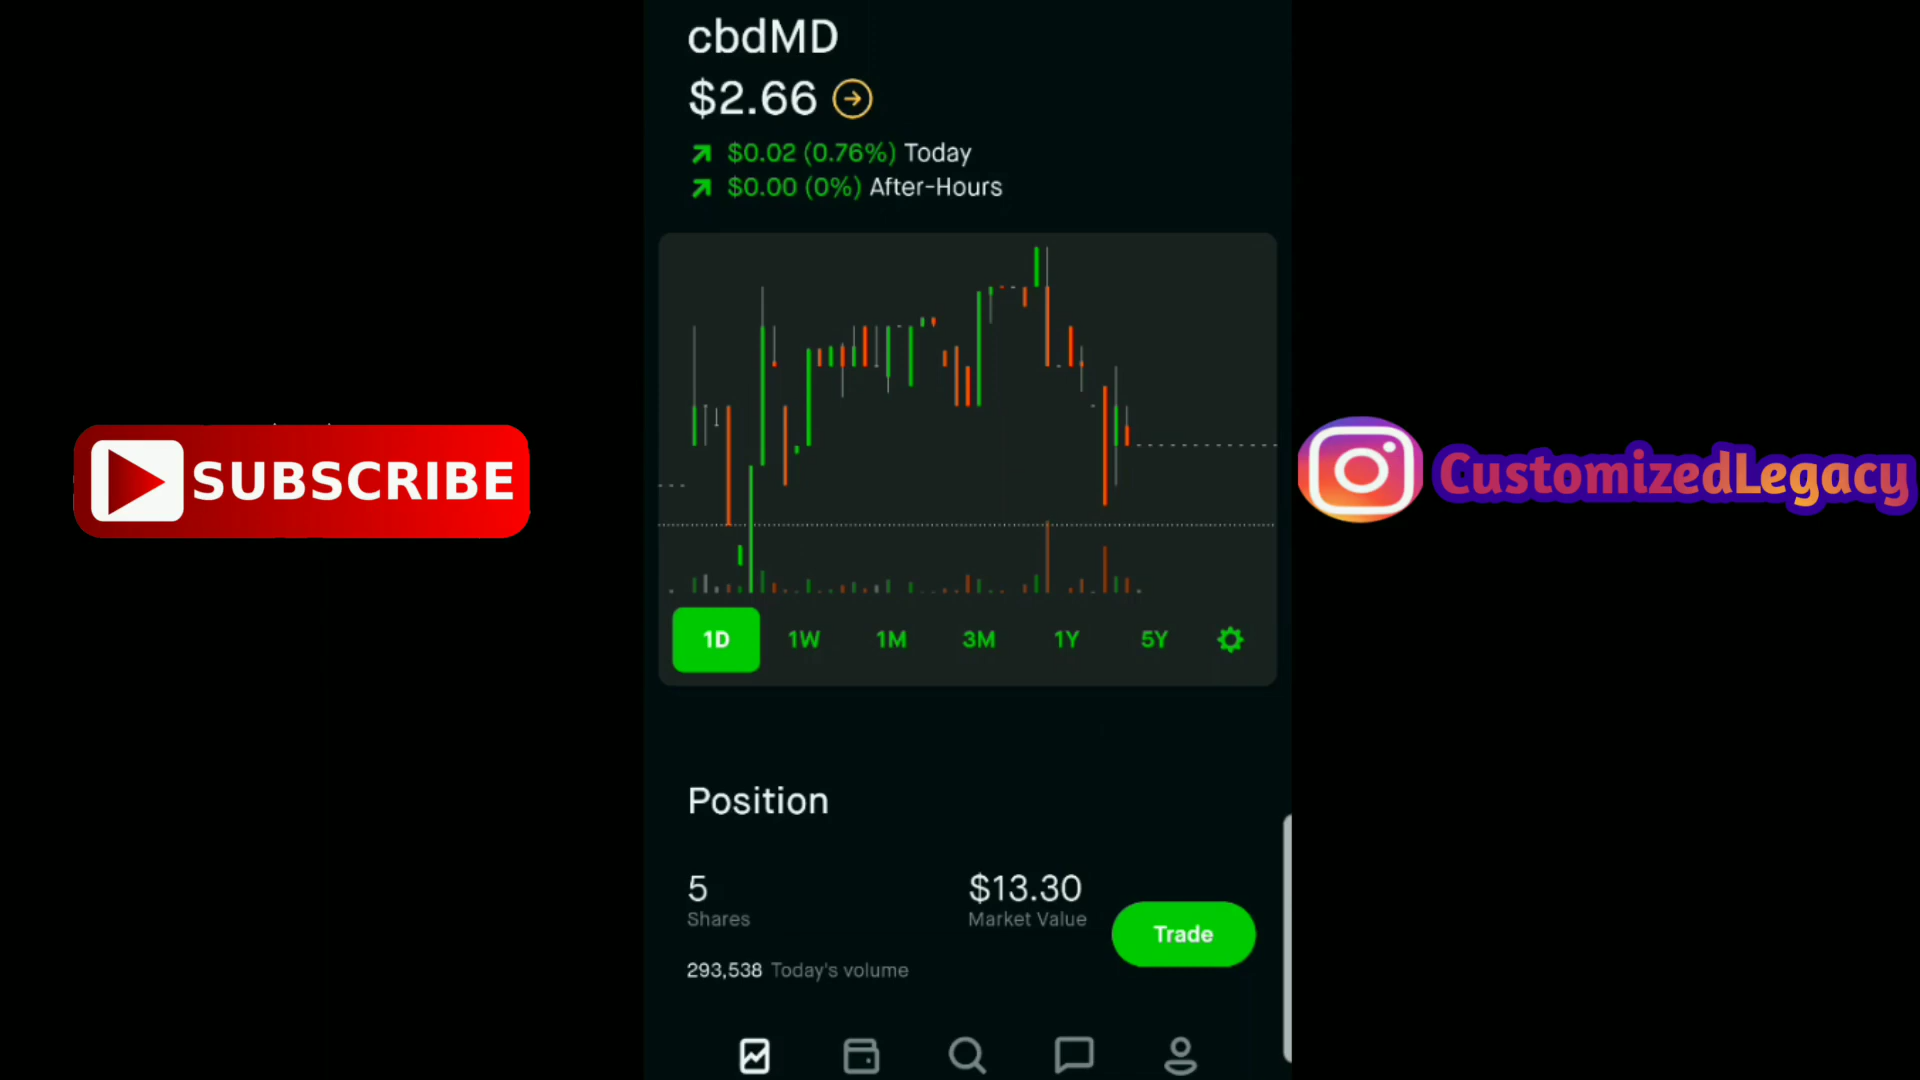 cbdMD
$2.66
$0.02 (0.76%) Today
$0.00 (0%) After-Hours
SUBSCRIBE
CustomizedLegacy
1D 1W 1M 3M 1Y 5Y
Position
5 $13.30
Shares Market Value
Trade
293,538 Today's volume